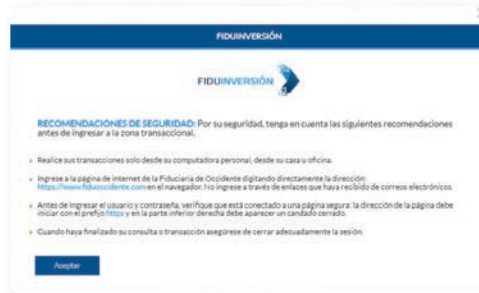 FIDUINVERSIÓN
FIDUINVERSIÓN
RECOMENDACIONES DE SEGURIDAD: Por su seguridad, tenga en cuenta las siguientes recomendaciones
antes de ingresar a la zona transaccional.
Realice sus transacciones solo desde su computadora personal, desde su casa u oficina.
Ingrese a la página de internet de la Fiduciaria de Occidente digitando directamente la dirección:
https://www.fiduoccidente.com en el navegador. No ingrese a través de enlaces que haya recibido de correos electrónicos.
Antes de ingresar el usuario y contraseña, verifique que está conectado a una página segura: la dirección de la página debe
iniciar con el prefijo https y en la parte inferior derecha debe aparecer un candado cerrado.
Cuando haya finalizado su consulta o transacción asegúrese de cerrar adecuadamente la sesión.
Aceptar